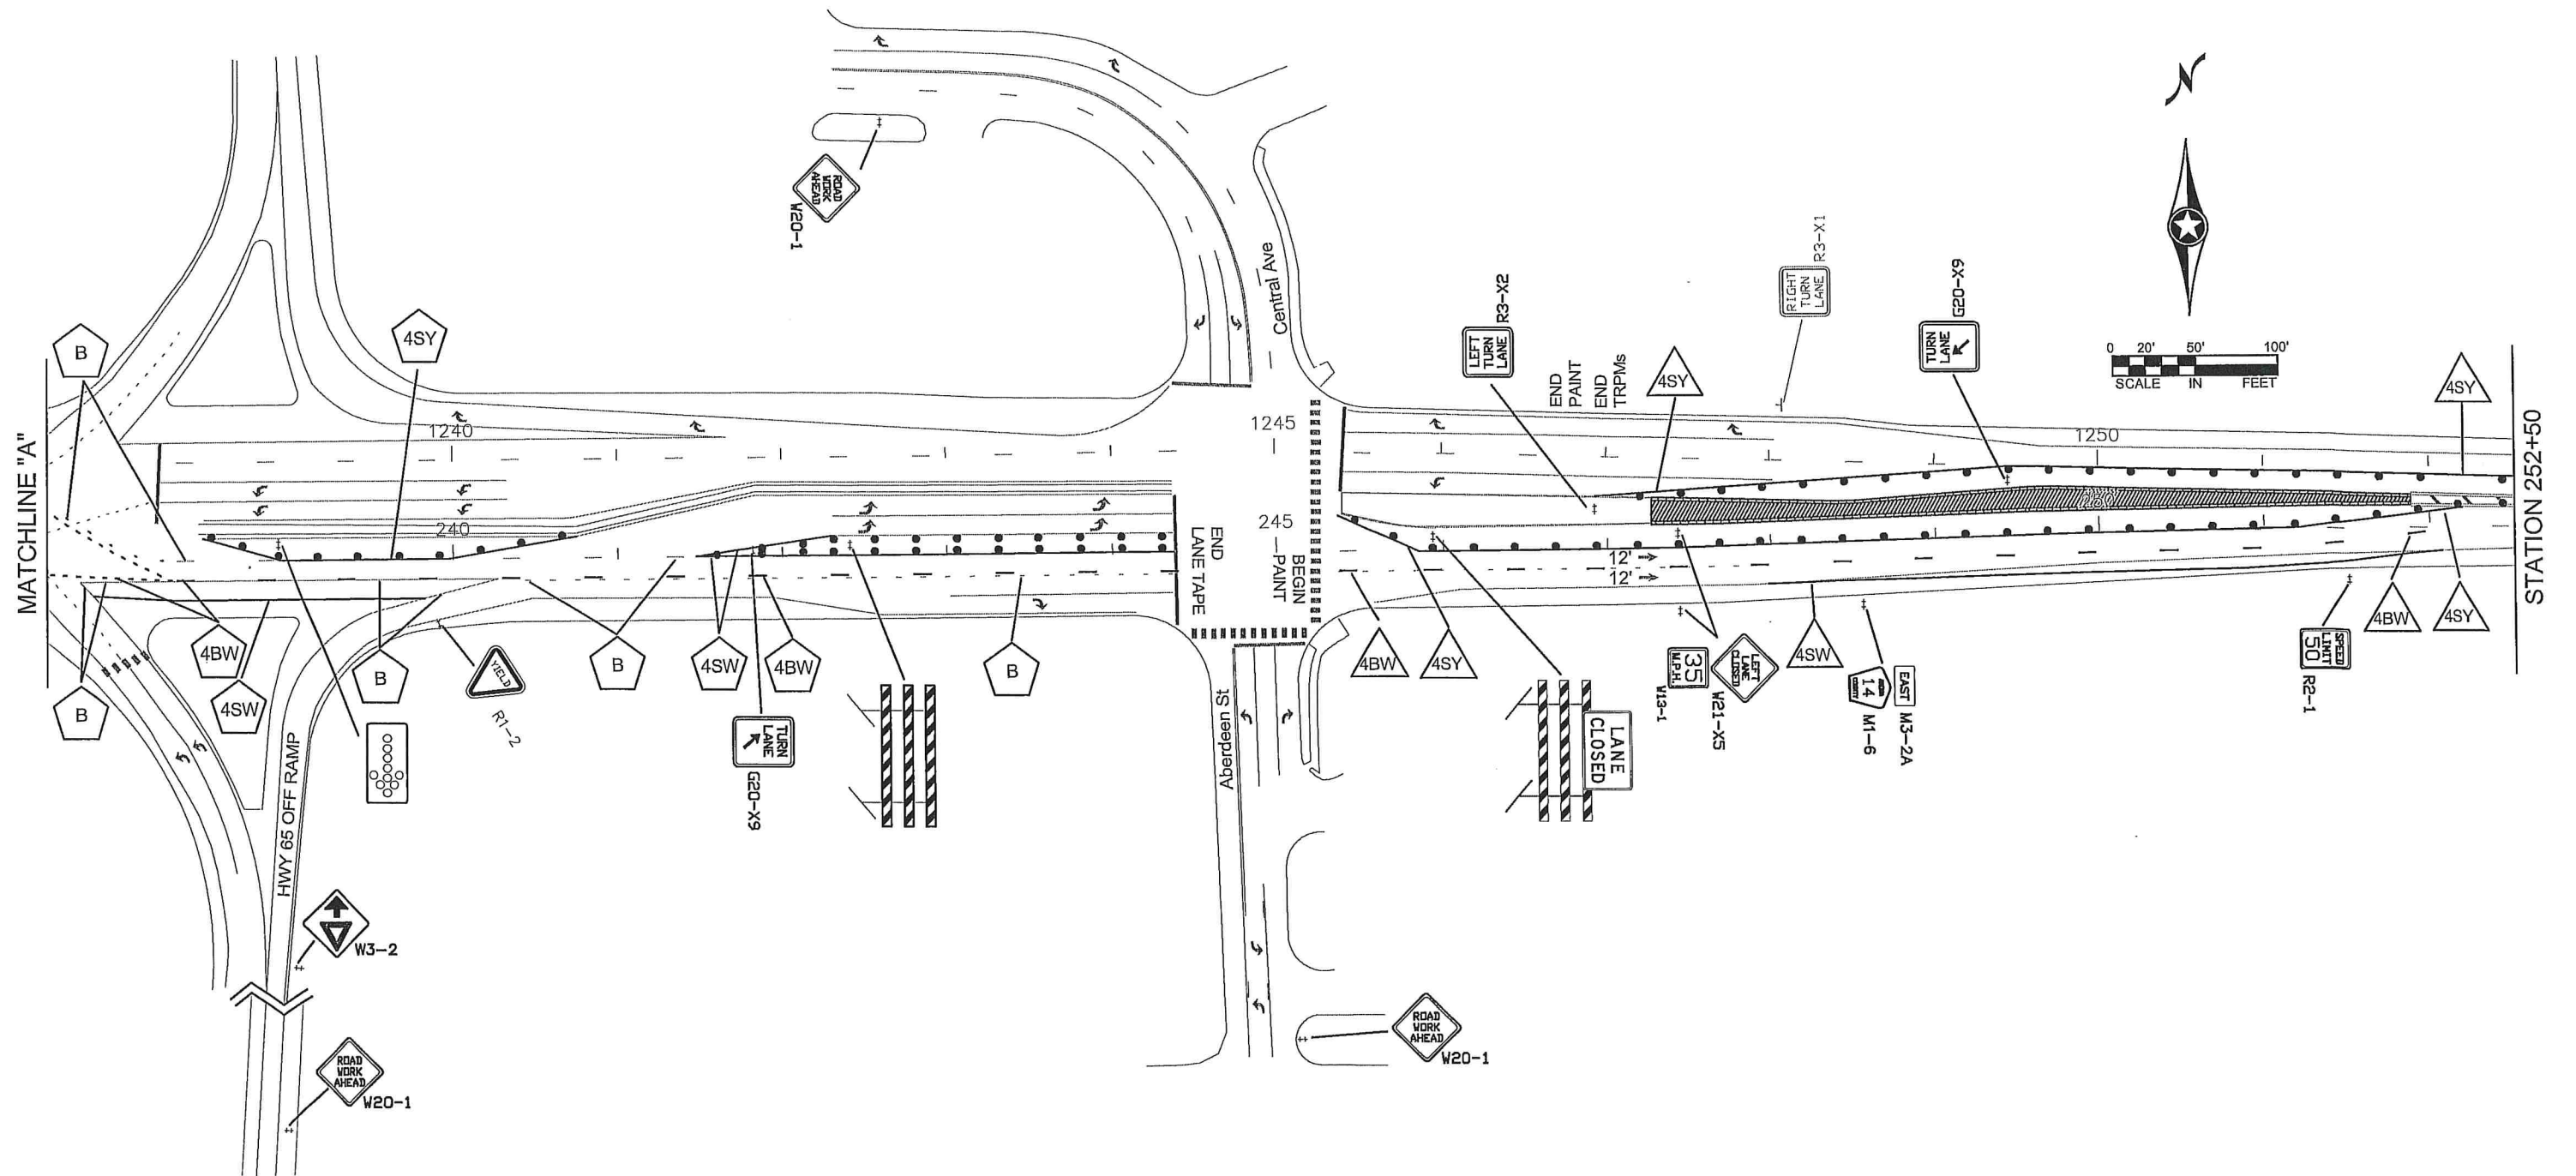 MATCHLINE "A"
B
4SY
ROAD
WORK
AHEAD
W20-1
Central Ave
N
LEFT
TURN
LANE
R3-X2
END
PAINT
END
TRPMs
4SY
RIGHT
TURN
LANE
R3-X1
TURN
LANE
G20-X9
0 20' 50' 100'
SCALE IN FEET
4SY
STATION 252+50
1240
1245
1250
240
245
END
LANE TAPE
BEGIN
PAINT
12'
12'
B
4BW
4SW
B
YIELD
R1-2
B
4SW
4BW
B
TURN
LANE
G20-X9
4BW
4SY
LANE
CLOSED
35
M.P.H.
W13-1
LEFT
LANE
CLOSED
W21-X5
4SW
14
COUNTY
M1-6
EAST
M3-2A
SPEED
LIMIT
50
R2-1
4BW
4SY
HWY 65 OFF RAMP
Aberdeen St
W3-2
ROAD
WORK
AHEAD
W20-1
ROAD
WORK
AHEAD
W20-1